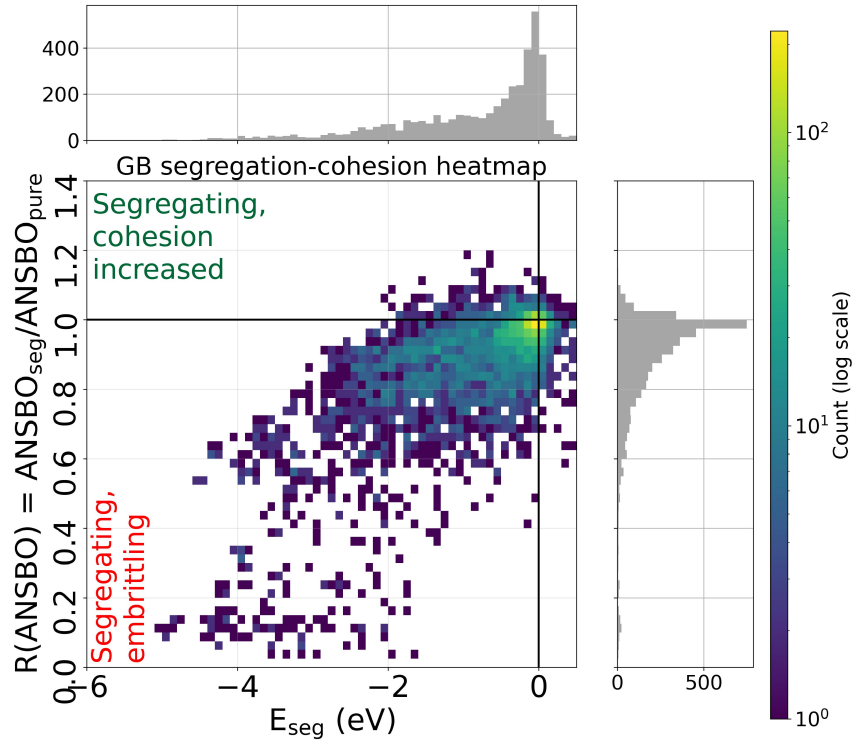 400
200
0
GB segregation-cohesion heatmap
R(ANSBO) = ANSBO_seg/ANSBO_pure
1.4
1.2
1.0
0.8
0.6
0.4
0.2
0.0
Segregating,
cohesion
increased
Segregating,
embrittling
−6
−4
−2
0
E_seg (eV)
0
500
10^2
10^1
10^0
Count (log scale)